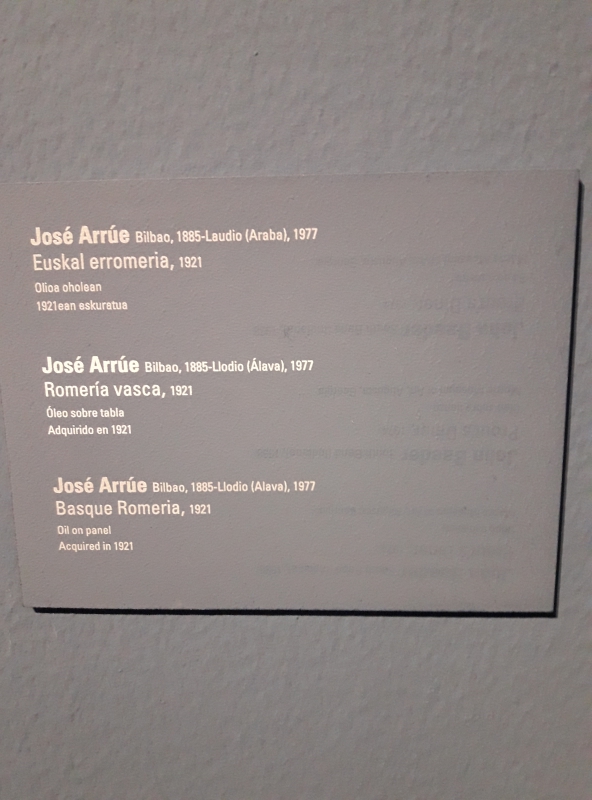 José Arrúe Bilbao, 1885-Laudio (Araba), 1977
Euskal erromeria, 1921
Olioa oholean
1921ean eskuratua
José Arrúe Bilbao, 1885-Llodio (Álava), 1977
Romería vasca, 1921
Óleo sobre tabla
Adquirido en 1921
José Arrúe Bilbao, 1885-Llodio (Alava), 1977
Basque Romeria, 1921
Oil on panel
Acquired in 1921